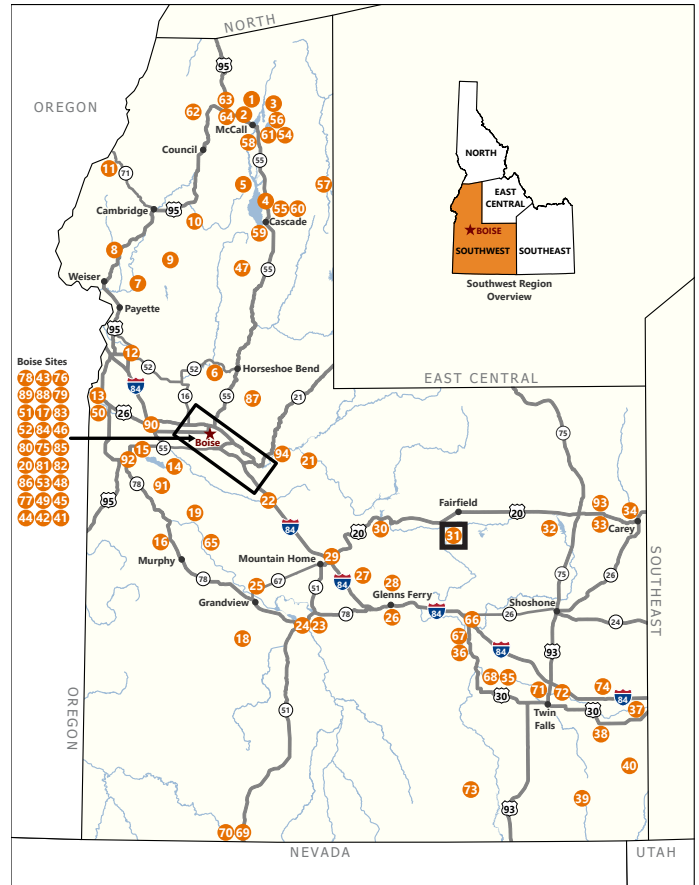 NORTH
OREGON
95
63
1
3
62
64
2
56
McCall
61
54
58
Council
55
11
71
5
57
4
55
60
Cambridge
95
10
Cascade
59
8
9
47
55
Weiser
7
Payette
95
12
52
52
6
Horseshoe Bend
84
16
55
87
21
EAST CENTRAL
NORTH
EAST
CENTRAL
BOISE
SOUTHWEST
SOUTHEAST
Southwest Region
Overview
Boise Sites
78 43 76
89 88 79
51 17 83
52 84 46
80 75 85
20 81 82
86 53 48
77 49 45
44 42 41
13
50
26
90
Boise
15
55
92
14
94
21
78
91
95
22
19
84
16
65
Murphy
78
Mountain Home
29
20
30
Fairfield
20
31
75
32
93
34
33
Carey
67
25
51
84
27
28
Glenns Ferry
26
Grandview
24
23
78
84
66
26
Shoshone
75
26
24
18
67
36
84
93
68
35
30
71
72
74
84
37
30
Twin
Falls
38
51
40
73
39
93
70
69
OREGON
SOUTHEAST
NEVADA
UTAH